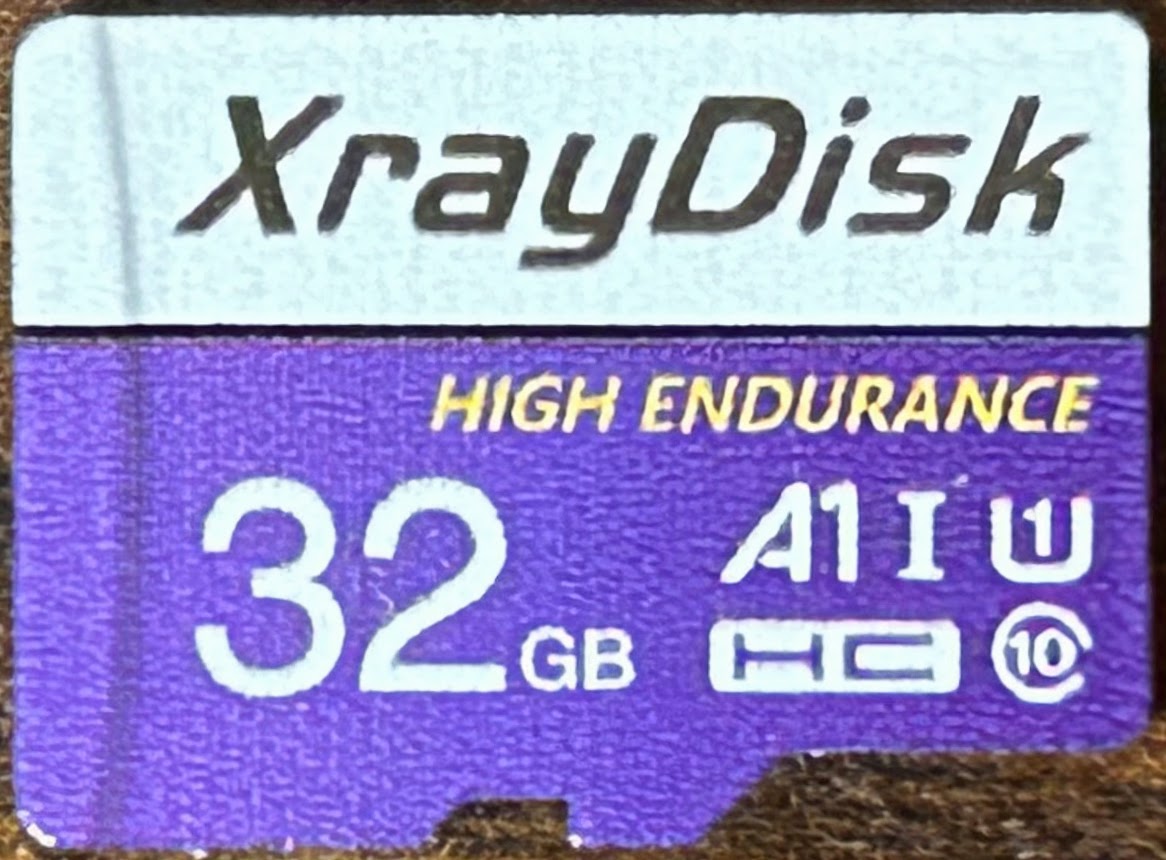 XrayDisk
HIGH ENDURANCE
32GB
A1 I U1
HC 10